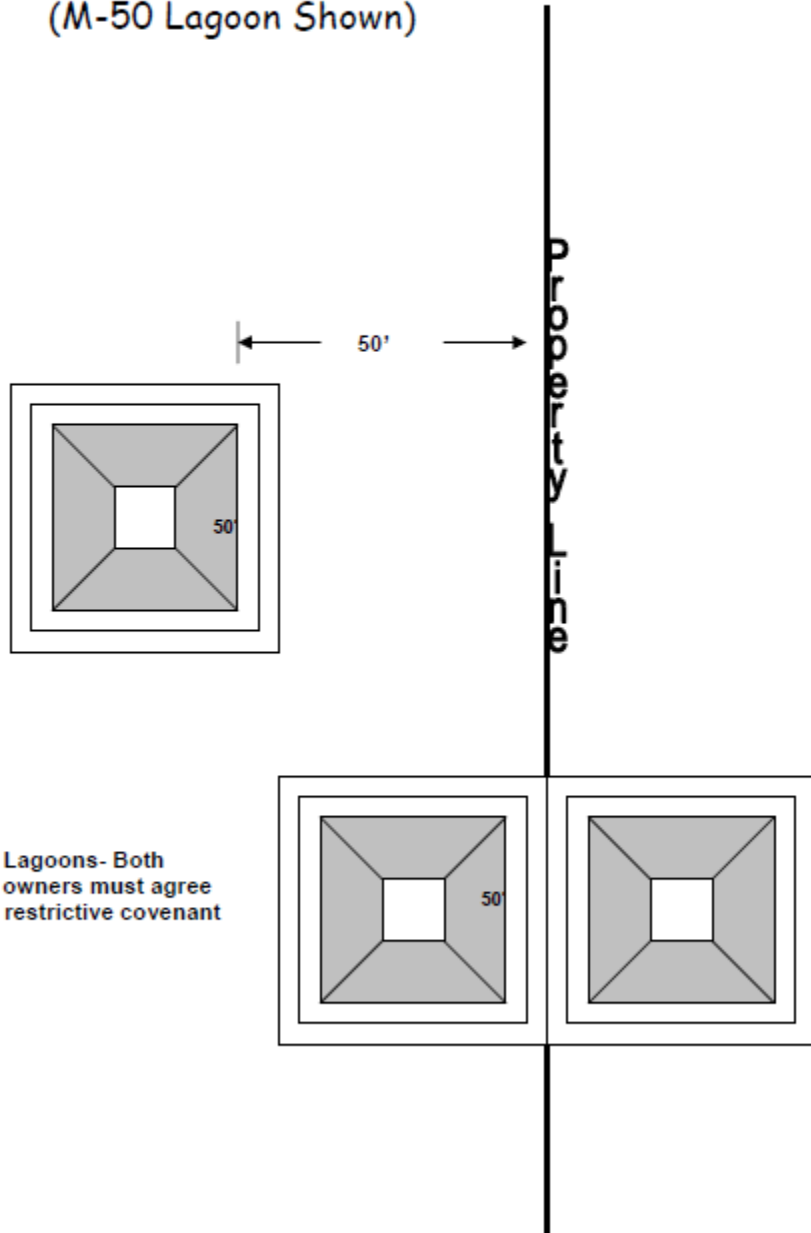 (M-50 Lagoon Shown)
Property Line
50'
50'
Lagoons- Both
owners must agree
restrictive covenant
50'